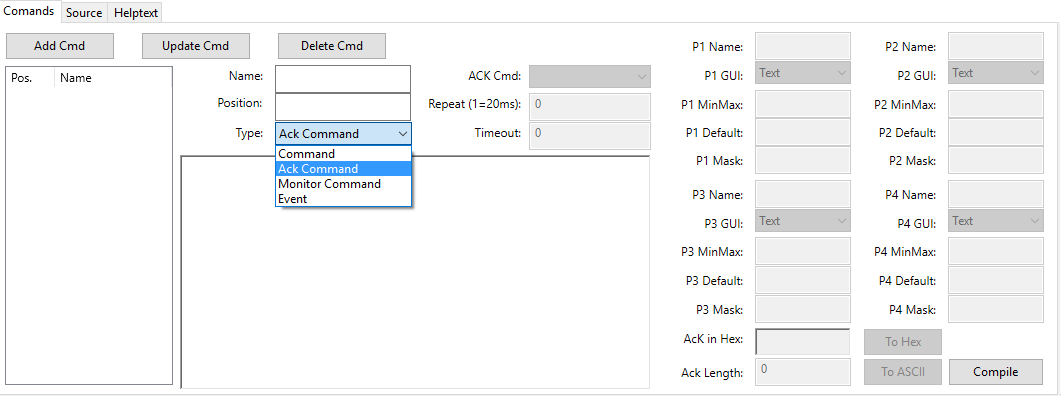 Comands Source Helptext
Add Cmd Update Cmd Delete Cmd
Pos. Name
Name:
Position:
Type: Ack Command
Command
Ack Command
Monitor Command
Event
ACK Cmd:
Repeat (1=20ms): 0
Timeout: 0
P1 Name:
P1 GUI: Text
P1 MinMax:
P1 Default:
P1 Mask:
P2 Name:
P2 GUI: Text
P2 MinMax:
P2 Default:
P2 Mask:
P3 Name:
P3 GUI: Text
P3 MinMax:
P3 Default:
P3 Mask:
P4 Name:
P4 GUI: Text
P4 MinMax:
P4 Default:
P4 Mask:
AcK in Hex: To Hex
Ack Length: 0 To ASCII Compile